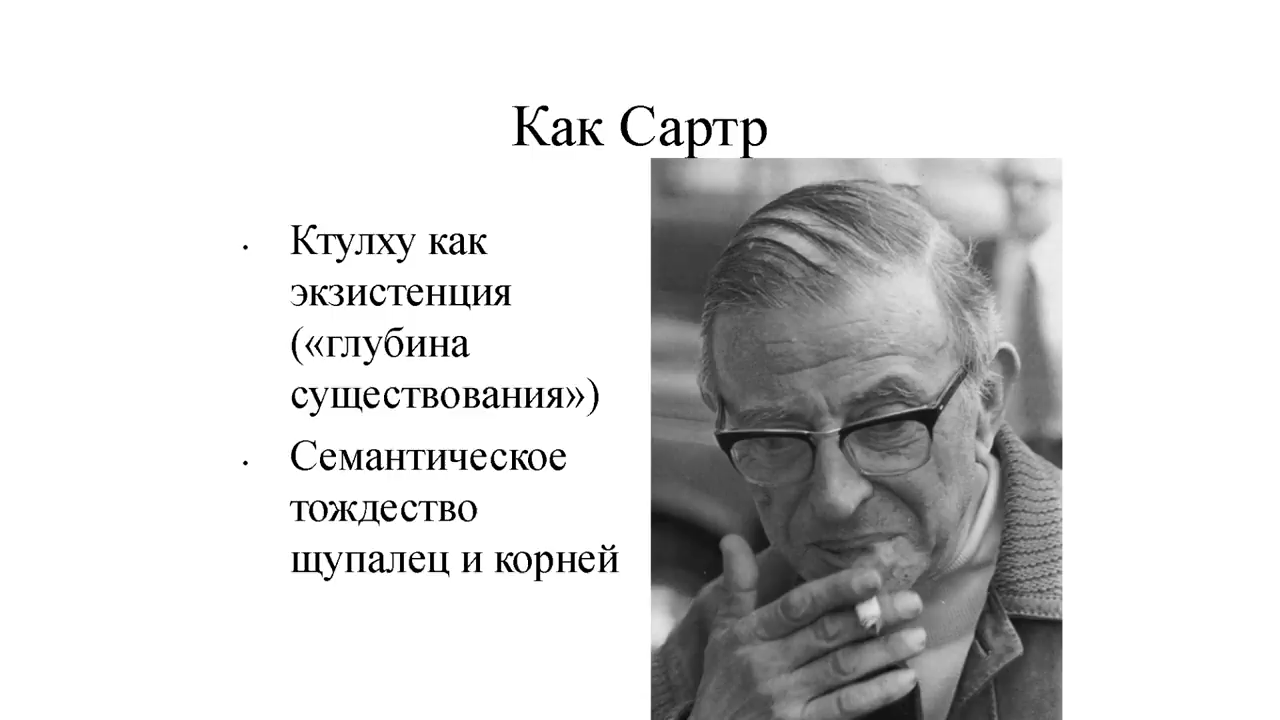 Как Сартр
• Ктулху как
экзистенция
(«глубина
существования»)
• Семантическое
тождество
щупалец и корней